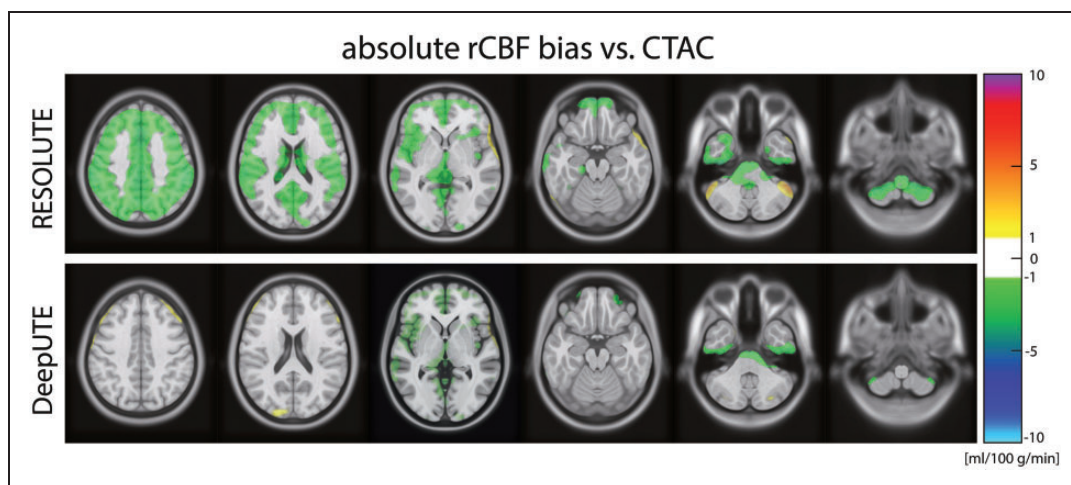 absolute rCBF bias vs. CTAC
RESOLUTE
DeepUTE
10
5
1
0
-1
-5
-10
[ml/100 g/min]